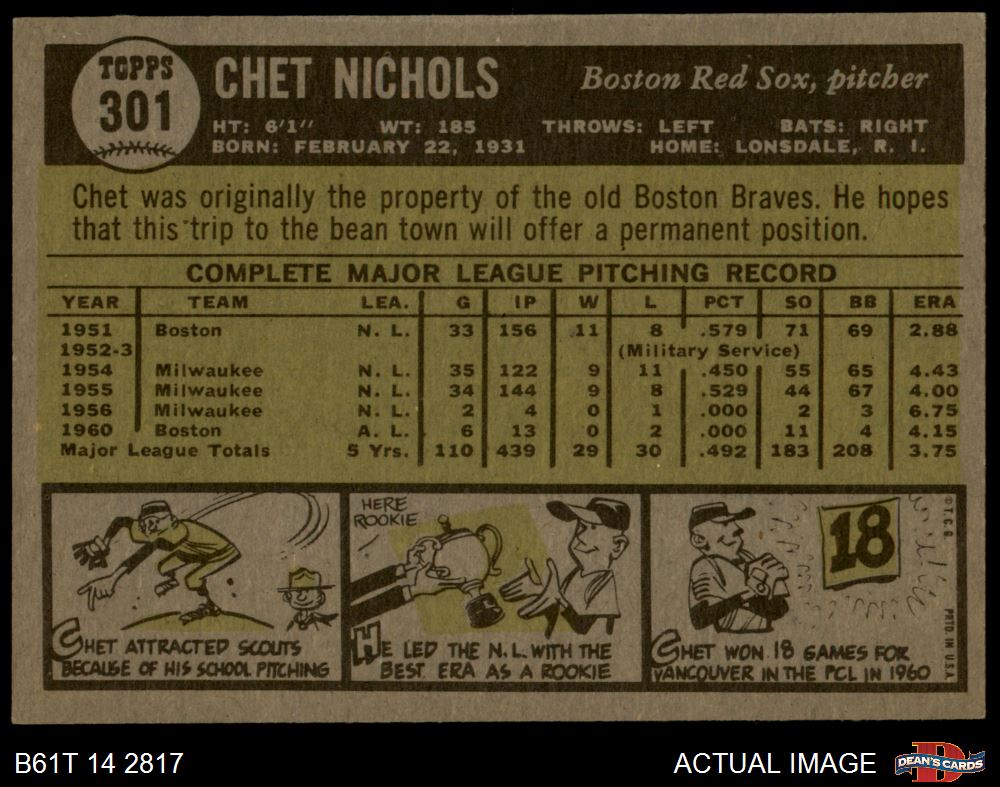 TOPPS
301
CHET NICHOLS
Boston Red Sox, pitcher
HT: 6'1" WT: 185 THROWS: LEFT BATS: RIGHT
BORN: FEBRUARY 22, 1931 HOME: LONSDALE, R. I.
Chet was originally the property of the old Boston Braves. He hopes
that this trip to the bean town will offer a permanent position.
COMPLETE MAJOR LEAGUE PITCHING RECORD
YEAR TEAM LEA. G IP W L PCT SO BB ERA
1951 Boston N. L. 33 156 11 8 .579 71 69 2.88
1952-3 (Military Service)
1954 Milwaukee N. L. 35 122 9 11 .450 55 65 4.43
1955 Milwaukee N. L. 34 144 9 8 .529 44 67 4.00
1956 Milwaukee N. L. 2 4 0 1 .000 2 3 6.75
1960 Boston A. L. 6 13 0 2 .000 11 4 4.15
Major League Totals 5 Yrs. 110 439 29 30 .492 183 208 3.75
CHET ATTRACTED SCOUTS
BECAUSE OF HIS SCHOOL PITCHING
HERE
ROOKIE
HE LED THE N.L. WITH THE
BEST ERA AS A ROOKIE
18
CHET WON 18 GAMES FOR
VANCOUVER IN THE PCL IN 1960
© T. C. G.
PRTD. IN U.S.A.
B61T 14 2817
ACTUAL IMAGE
D
DEAN'S CARDS